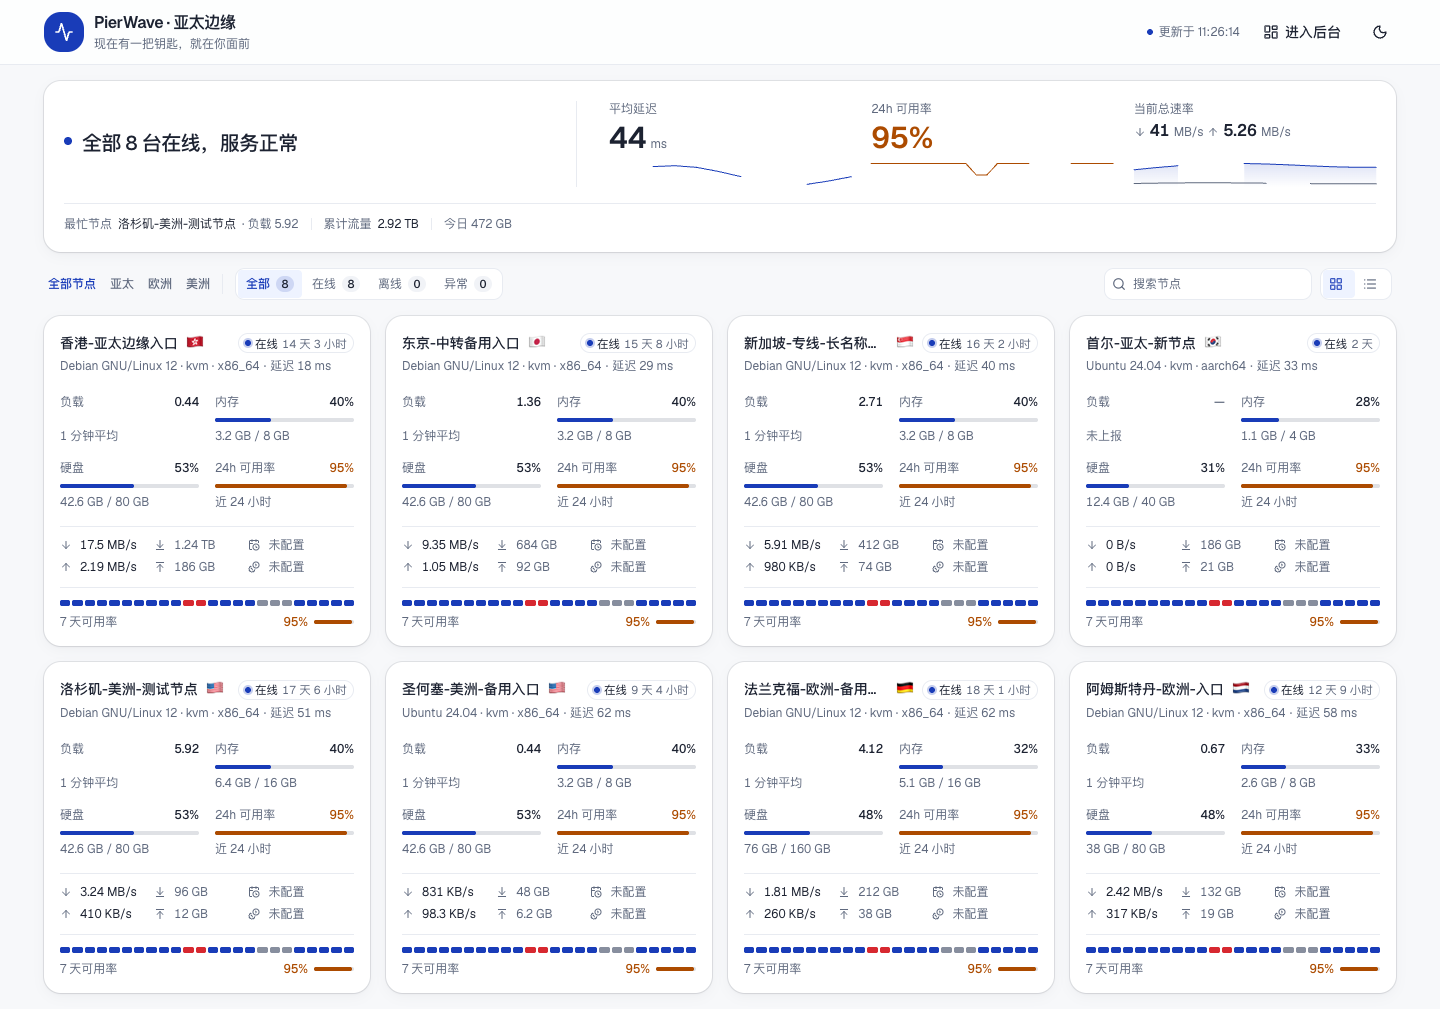 PierWave · 亚太边缘
现在有一把钥匙，就在你面前
更新于 11:26:14
进入后台
全部 8 台在线，服务正常
平均延迟
44 ms
24h 可用率
95%
当前总速率
↓ 41 MB/s ↑ 5.26 MB/s
最忙节点 洛杉矶-美洲-测试节点 · 负载 5.92
累计流量 2.92 TB
今日 472 GB
全部节点 亚太 欧洲 美洲
全部 8 在线 8 离线 0 异常 0
搜索节点
香港-亚太边缘入口 在线 14 天 3 小时
Debian GNU/Linux 12 · kvm · x86_64 · 延迟 18 ms
负载 0.44 内存 40%
1 分钟平均 3.2 GB / 8 GB
硬盘 53% 24h 可用率 95%
42.6 GB / 80 GB 近 24 小时
↓ 17.5 MB/s 1.24 TB 未配置
↑ 2.19 MB/s 186 GB 未配置
7 天可用率 95%
东京-中转备用入口 在线 15 天 8 小时
Debian GNU/Linux 12 · kvm · x86_64 · 延迟 29 ms
负载 1.36 内存 40%
1 分钟平均 3.2 GB / 8 GB
硬盘 53% 24h 可用率 95%
42.6 GB / 80 GB 近 24 小时
↓ 9.35 MB/s 684 GB 未配置
↑ 1.05 MB/s 92 GB 未配置
7 天可用率 95%
新加坡-专线-长名称... 在线 16 天 2 小时
Debian GNU/Linux 12 · kvm · x86_64 · 延迟 40 ms
负载 2.71 内存 40%
1 分钟平均 3.2 GB / 8 GB
硬盘 53% 24h 可用率 95%
42.6 GB / 80 GB 近 24 小时
↓ 5.91 MB/s 412 GB 未配置
↑ 980 KB/s 74 GB 未配置
7 天可用率 95%
首尔-亚太-新节点 在线 2 天
Ubuntu 24.04 · kvm · aarch64 · 延迟 33 ms
负载 — 内存 28%
未上报 1.1 GB / 4 GB
硬盘 31% 24h 可用率 95%
12.4 GB / 40 GB 近 24 小时
↓ 0 B/s 186 GB 未配置
↑ 0 B/s 21 GB 未配置
7 天可用率 95%
洛杉矶-美洲-测试节点 在线 17 天 6 小时
Debian GNU/Linux 12 · kvm · x86_64 · 延迟 51 ms
负载 5.92 内存 40%
1 分钟平均 6.4 GB / 16 GB
硬盘 53% 24h 可用率 95%
42.6 GB / 80 GB 近 24 小时
↓ 3.24 MB/s 96 GB 未配置
↑ 410 KB/s 12 GB 未配置
7 天可用率 95%
圣何塞-美洲-备用入口 在线 9 天 4 小时
Ubuntu 24.04 · kvm · x86_64 · 延迟 62 ms
负载 0.44 内存 40%
1 分钟平均 3.2 GB / 8 GB
硬盘 53% 24h 可用率 95%
42.6 GB / 80 GB 近 24 小时
↓ 831 KB/s 48 GB 未配置
↑ 98.3 KB/s 6.2 GB 未配置
7 天可用率 95%
法兰克福-欧洲-备用... 在线 18 天 1 小时
Debian GNU/Linux 12 · kvm · x86_64 · 延迟 62 ms
负载 4.12 内存 32%
1 分钟平均 5.1 GB / 16 GB
硬盘 48% 24h 可用率 95%
76 GB / 160 GB 近 24 小时
↓ 1.81 MB/s 212 GB 未配置
↑ 260 KB/s 38 GB 未配置
7 天可用率 95%
阿姆斯特丹-欧洲-入口 在线 12 天 9 小时
Debian GNU/Linux 12 · kvm · x86_64 · 延迟 58 ms
负载 0.67 内存 33%
1 分钟平均 2.6 GB / 8 GB
硬盘 48% 24h 可用率 95%
38 GB / 80 GB 近 24 小时
↓ 2.42 MB/s 132 GB 未配置
↑ 317 KB/s 19 GB 未配置
7 天可用率 95%